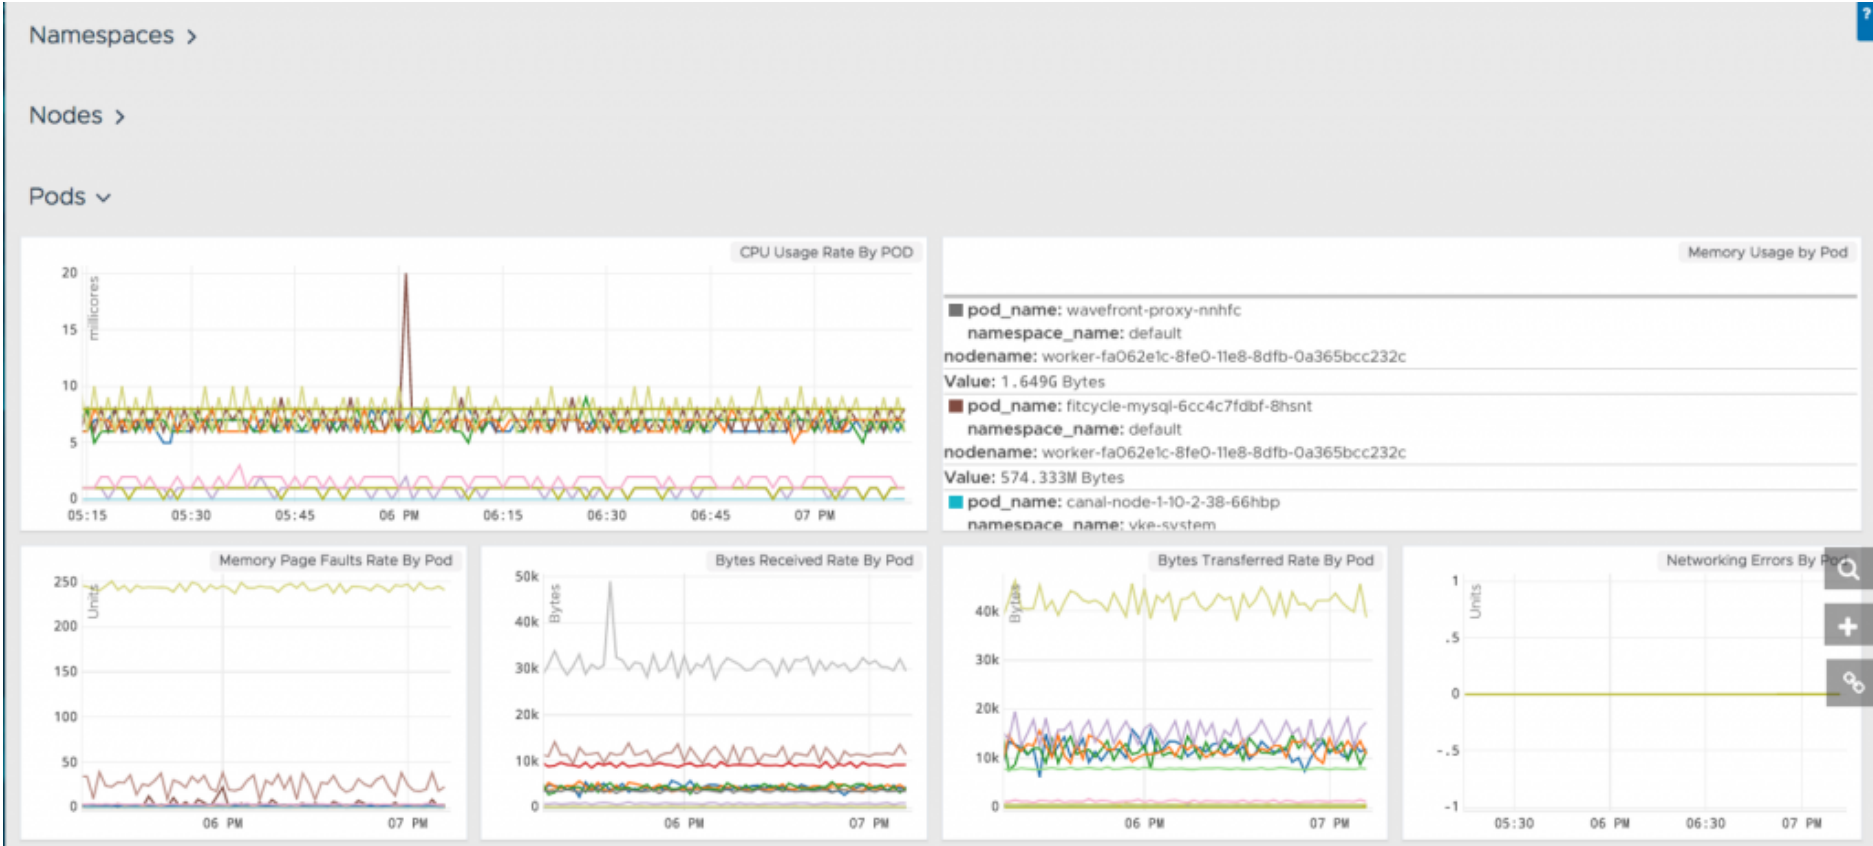 ?
Namespaces >
Nodes >
Pods
CPU Usage Rate By POD
millicores
20
15
10
5
0
05:15 05:30 05:45 06 PM 06:15 06:30 06:45 07 PM
Memory Usage by Pod
pod_name: wavefront-proxy-nnhfc
namespace_name: default
nodename: worker-fa062e1c-8fe0-11e8-8dfb-0a365bcc232c
Value: 1.649G Bytes
pod_name: fitcycle-mysql-6cc4c7fdbf-8hsnt
namespace_name: default
nodename: worker-fa062e1c-8fe0-11e8-8dfb-0a365bcc232c
Value: 574.333M Bytes
pod_name: canal-node-1-10-2-38-66hbp
namespace_name: vke-system
Memory Page Faults Rate By Pod
Units
250
200
150
100
50
0
06 PM 07 PM
Bytes Received Rate By Pod
Bytes
50k
40k
30k
20k
10k
0
06 PM 07 PM
Bytes Transferred Rate By Pod
Bytes
40k
30k
20k
10k
0
06 PM 07 PM
Networking Errors By Pod
Units
1
.5
0
-.5
-1
05:30 06 PM 06:30 07 PM